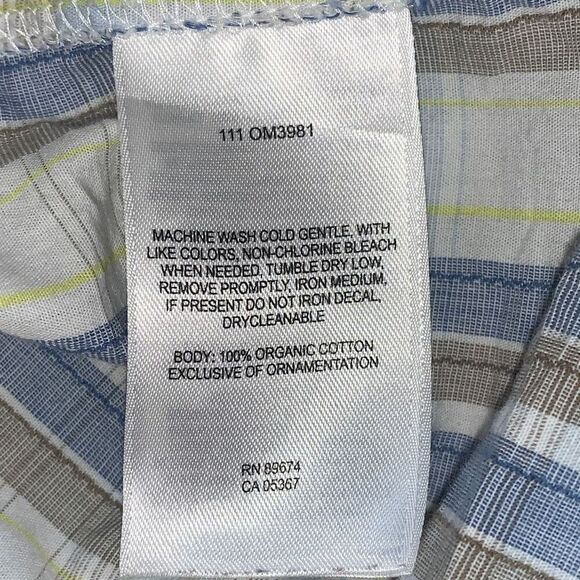 111 OM3981
MACHINE WASH COLD GENTLE, WITH
LIKE COLORS, NON-CHLORINE BLEACH
WHEN NEEDED, TUMBLE DRY LOW,
REMOVE PROMPTLY, IRON MEDIUM,
IF PRESENT DO NOT IRON DECAL,
DRYCLEANABLE
BODY: 100% ORGANIC COTTON
EXCLUSIVE OF ORNAMENTATION
RN 89674
CA 05367